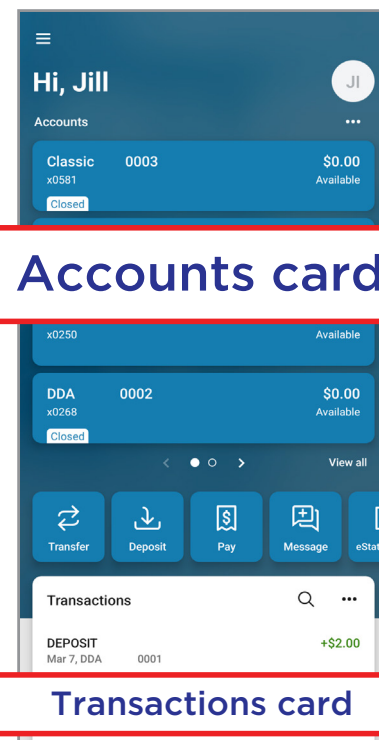 Hi, Jill
JI
Accounts
Classic 0003 $0.00
x0581 Available
Closed
Accounts card
x0250 Available
DDA 0002 $0.00
x0268 Available
Closed
View all
Transfer Deposit Pay Message
Transactions
DEPOSIT +$2.00
Mar 7, DDA 0001
Transactions card